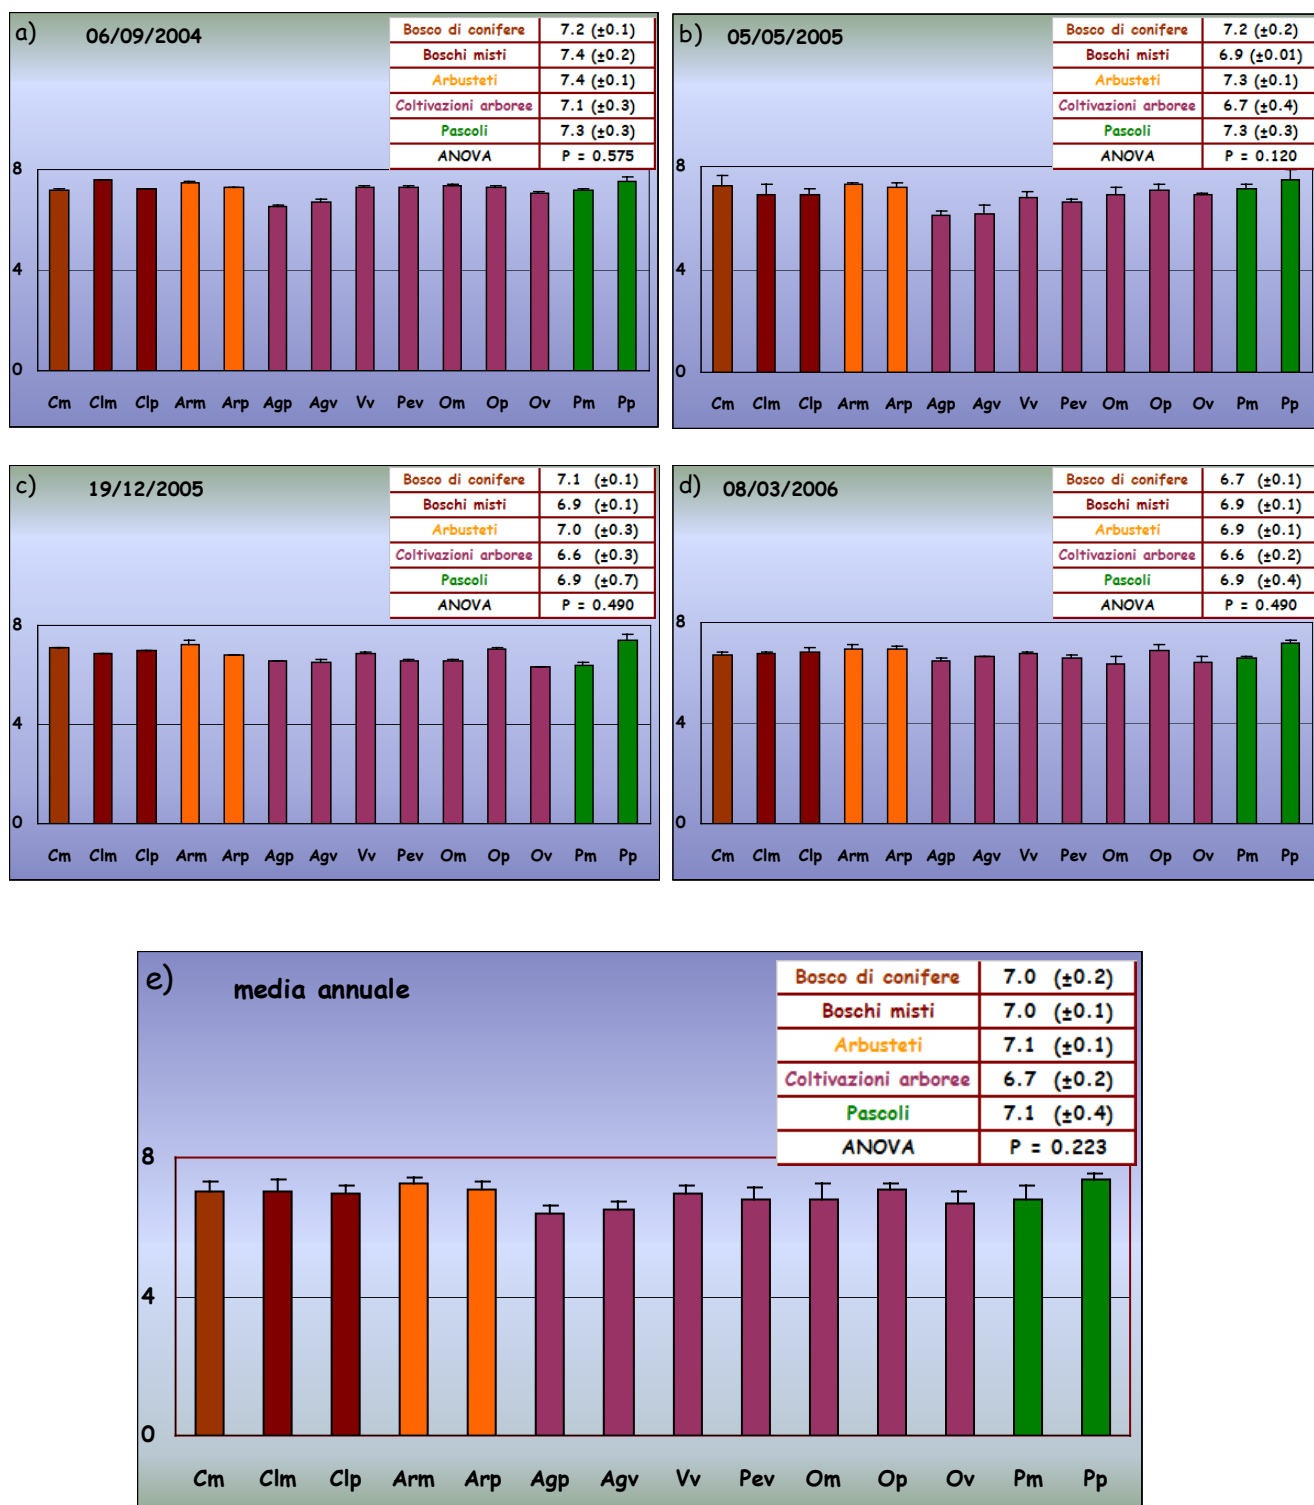 a) 06/09/2004
Bosco di conifere 7.2 (±0.1)
Boschi misti 7.4 (±0.2)
Arbusteti 7.4 (±0.1)
Coltivazioni arboree 7.1 (±0.3)
Pascoli 7.3 (±0.3)
ANOVA P = 0.575
8
4
0
Cm Clm Clp Arm Arp Agp Agv Vv Pev Om Op Ov Pm Pp
b) 05/05/2005
Bosco di conifere 7.2 (±0.2)
Boschi misti 6.9 (±0.01)
Arbusteti 7.3 (±0.1)
Coltivazioni arboree 6.7 (±0.4)
Pascoli 7.3 (±0.3)
ANOVA P = 0.120
8
4
0
Cm Clm Clp Arm Arp Agp Agv Vv Pev Om Op Ov Pm Pp
c) 19/12/2005
Bosco di conifere 7.1 (±0.1)
Boschi misti 6.9 (±0.1)
Arbusteti 7.0 (±0.3)
Coltivazioni arboree 6.6 (±0.3)
Pascoli 6.9 (±0.7)
ANOVA P = 0.490
8
4
0
Cm Clm Clp Arm Arp Agp Agv Vv Pev Om Op Ov Pm Pp
d) 08/03/2006
Bosco di conifere 6.7 (±0.1)
Boschi misti 6.9 (±0.1)
Arbusteti 6.9 (±0.1)
Coltivazioni arboree 6.6 (±0.2)
Pascoli 6.9 (±0.4)
ANOVA P = 0.490
8
4
0
Cm Clm Clp Arm Arp Agp Agv Vv Pev Om Op Ov Pm Pp
e) media annuale
Bosco di conifere 7.0 (±0.2)
Boschi misti 7.0 (±0.1)
Arbusteti 7.1 (±0.1)
Coltivazioni arboree 6.7 (±0.2)
Pascoli 7.1 (±0.4)
ANOVA P = 0.223
8
4
0
Cm Clm Clp Arm Arp Agp Agv Vv Pev Om Op Ov Pm Pp